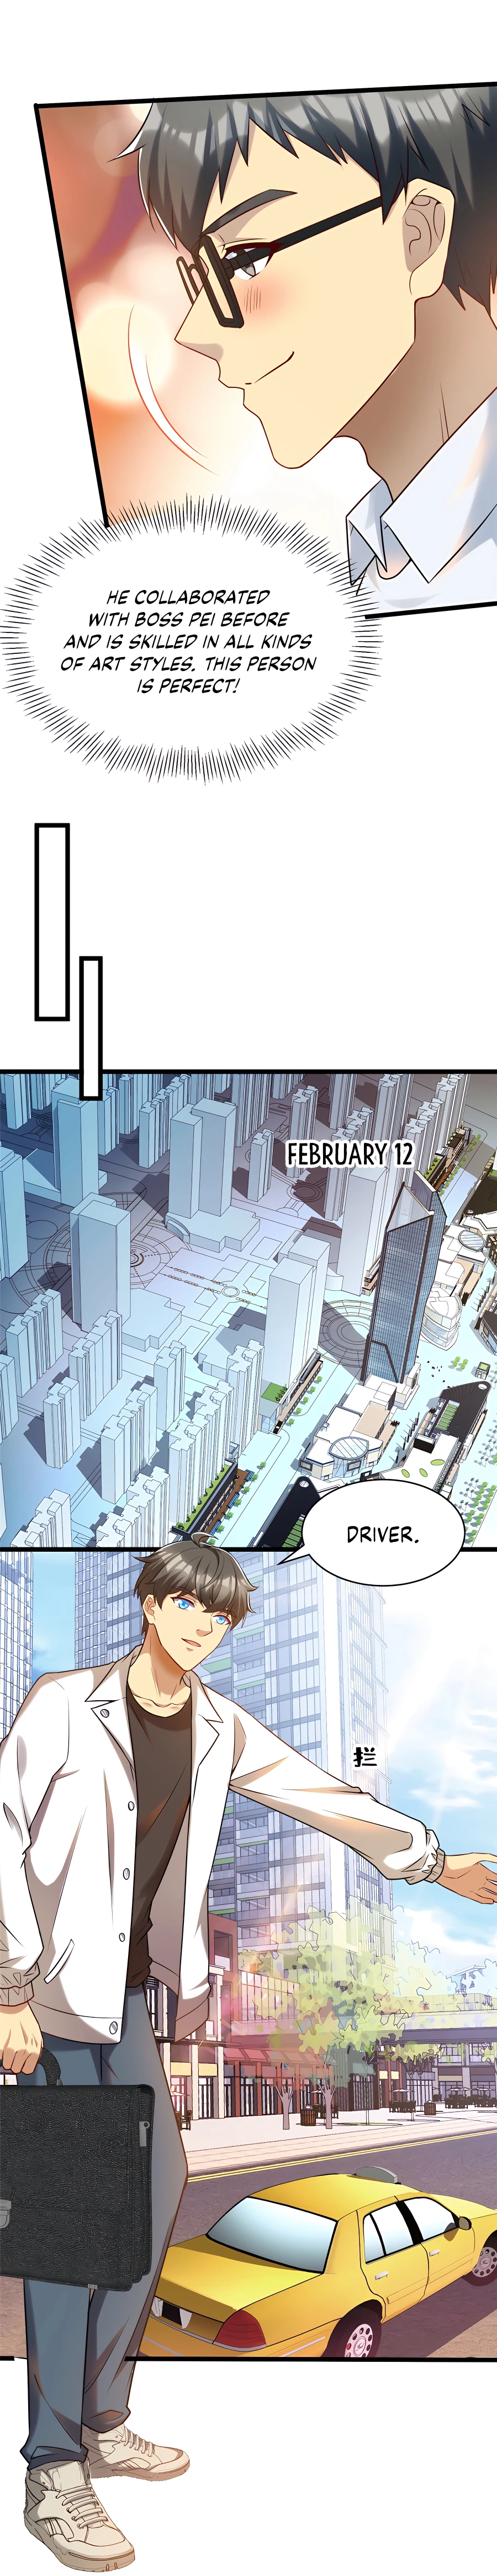 HE COLLABORATED
WITH BOSS PEI BEFORE
AND IS SKILLED IN ALL KINDS
OF ART STYLES. THIS PERSON
IS PERFECT!
FEBRUARY 12
DRIVER.
拦